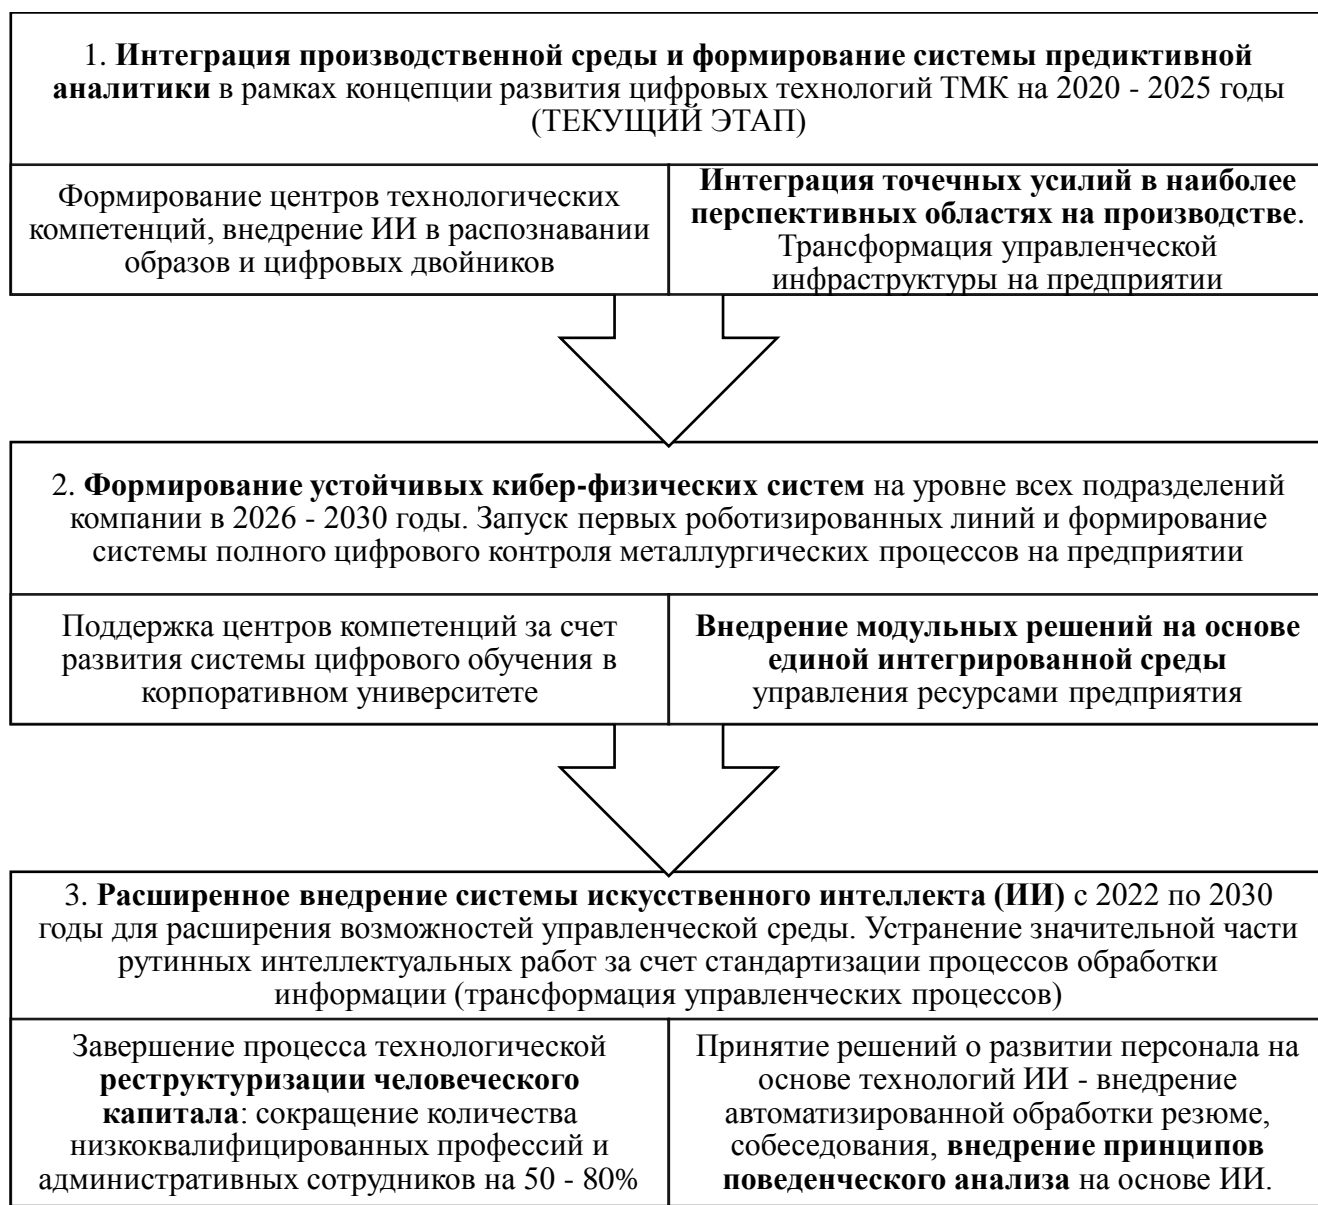 1. Интеграция производственной среды и формирование системы предиктивной
аналитики в рамках концепции развития цифровых технологий ТМК на 2020 - 2025 годы
(ТЕКУЩИЙ ЭТАП)
Формирование центров технологических
компетенций, внедрение ИИ в распознавании
образов и цифровых двойников
Интеграция точечных усилий в наиболее
перспективных областях на производстве.
Трансформация управленческой
инфраструктуры на предприятии
2. Формирование устойчивых кибер-физических систем на уровне всех подразделений
компании в 2026 - 2030 годы. Запуск первых роботизированных линий и формирование
системы полного цифрового контроля металлургических процессов на предприятии
Поддержка центров компетенций за счет
развития системы цифрового обучения в
корпоративном университете
Внедрение модульных решений на основе
единой интегрированной среды
управления ресурсами предприятия
3. Расширенное внедрение системы искусственного интеллекта (ИИ) с 2022 по 2030
годы для расширения возможностей управленческой среды. Устранение значительной части
рутинных интеллектуальных работ за счет стандартизации процессов обработки
информации (трансформация управленческих процессов)
Завершение процесса технологической
реструктуризации человеческого
капитала: сокращение количества
низкоквалифицированных профессий и
административных сотрудников на 50 - 80%
Принятие решений о развитии персонала на
основе технологий ИИ - внедрение
автоматизированной обработки резюме,
собеседования, внедрение принципов
поведенческого анализа на основе ИИ.